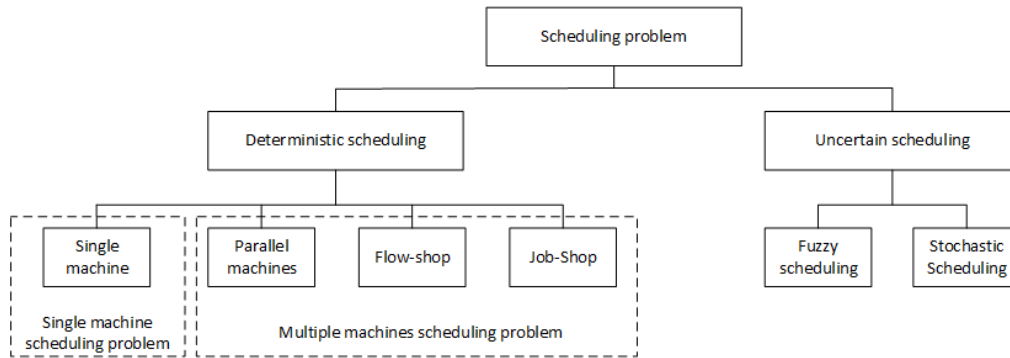 Scheduling problem
Deterministic scheduling
Uncertain scheduling
Single
machine
Parallel
machines
Flow-shop
Job-Shop
Fuzzy
scheduling
Stochastic
Scheduling
Single machine
scheduling problem
Multiple machines scheduling problem